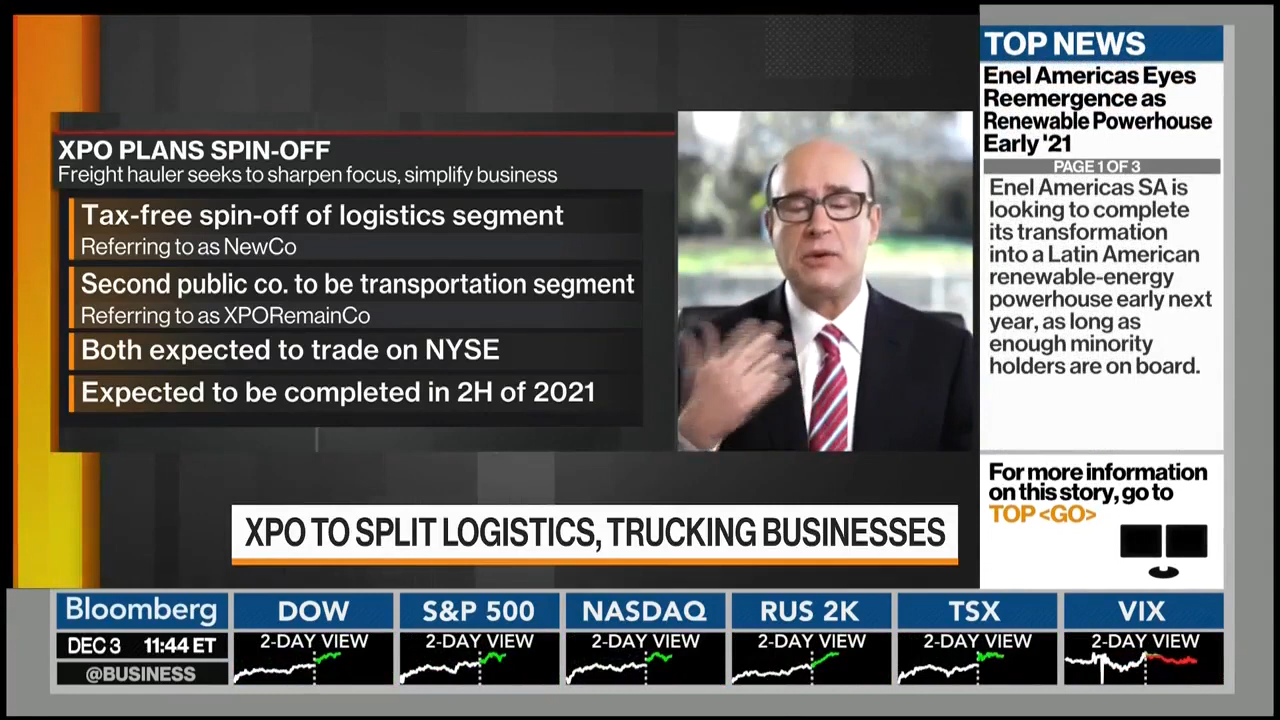 XPO PLANS SPIN-OFF
Freight hauler seeks to sharpen focus, simplify business
Tax-free spin-off of logistics segment
Referring to as NewCo
Second public co. to be transportation segment
Referring to as XPORemainCo
Both expected to trade on NYSE
Expected to be completed in 2H of 2021
XPO TO SPLIT LOGISTICS, TRUCKING BUSINESSES
TOP NEWS
Enel Americas Eyes
Reemergence as
Renewable Powerhouse
Early '21
PAGE 1 OF 3
Enel Americas SA is
looking to complete
its transformation
into a Latin American
renewable-energy
powerhouse early next
year, as long as
enough minority
holders are on board.
For more information
on this story, go to
TOP <GO>
Bloomberg
DEC 3 11:44 ET
@BUSINESS
DOW
2-DAY VIEW
S&P 500
2-DAY VIEW
NASDAQ
2-DAY VIEW
RUS 2K
2-DAY VIEW
TSX
2-DAY VIEW
VIX
2-DAY VIEW